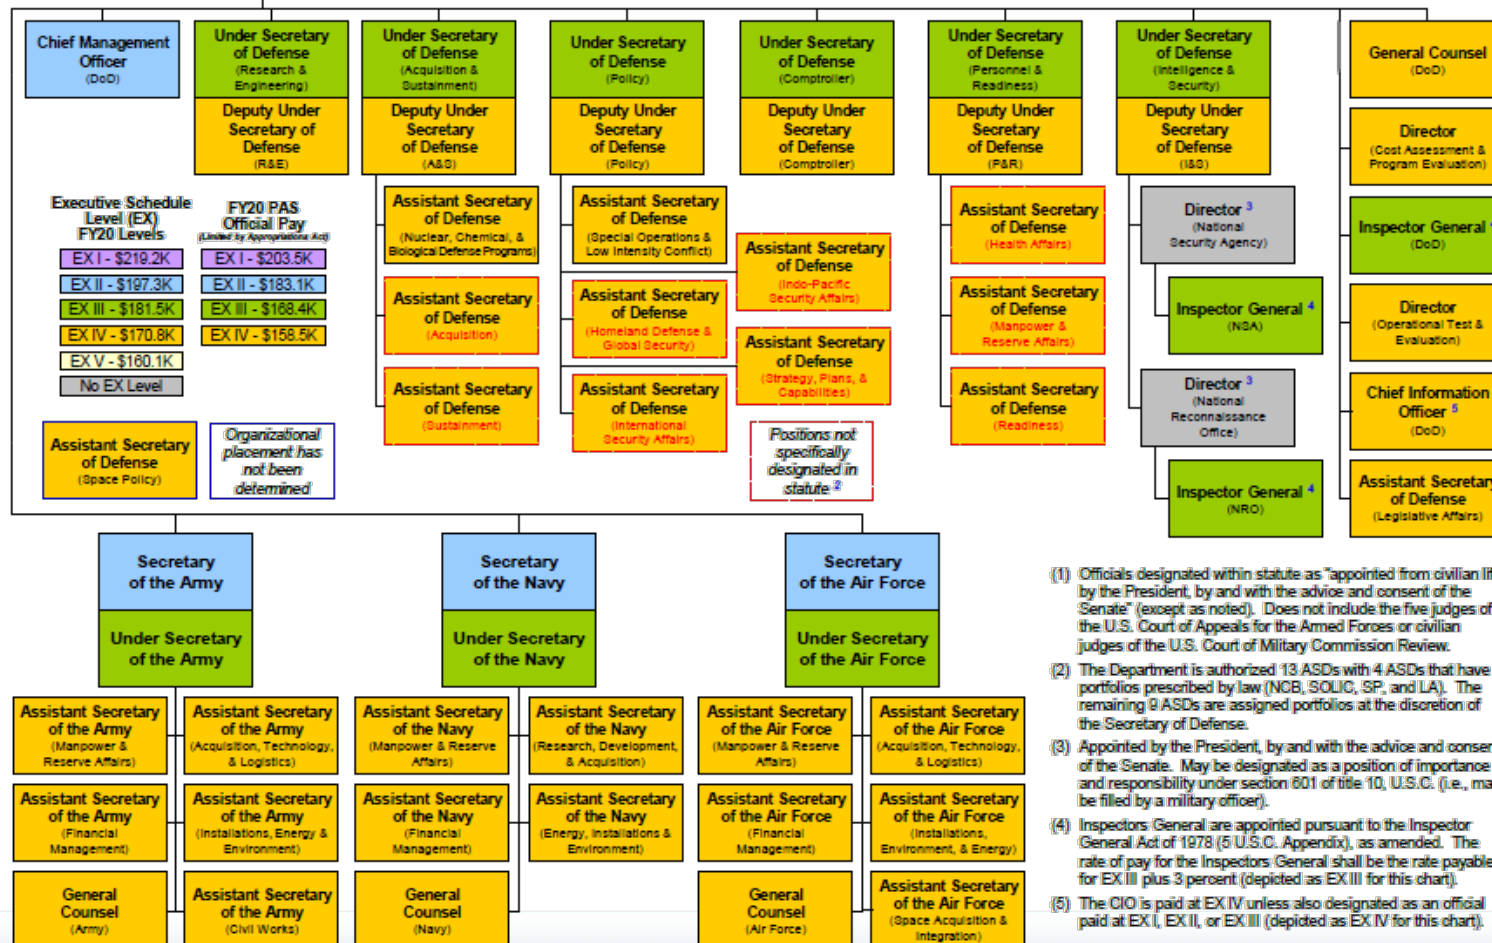 Chief Management
Officer
(DoD)
Under Secretary
of Defense
(Research &
Engineering)
Deputy Under
Secretary of
Defense
(R&E)
Under Secretary
of Defense
(Acquisition &
Sustainment)
Deputy Under
Secretary
of Defense
(A&S)
Under Secretary
of Defense
(Policy)
Deputy Under
Secretary
of Defense
(Policy)
Under Secretary
of Defense
(Comptroller)
Deputy Under
Secretary
of Defense
(Comptroller)
Under Secretary
of Defense
(Personnel &
Readiness)
Deputy Under
Secretary
of Defense
(P&R)
Under Secretary
of Defense
(Intelligence &
Security)
Deputy Under
Secretary
of Defense
(I&S)
General Counsel
(DoD)
Director
(Cost Assessment &
Program Evaluation)
Inspector General
(DoD)
Director
(Operational Test &
Evaluation)
Chief Information
Officer 5
(DoD)
Assistant Secretary
of Defense
(Legislative Affairs)
Executive Schedule
Level (EX)
FY20 Levels
EX I - $219.2K
EX II - $197.3K
EX III - $181.5K
EX IV - $170.8K
EX V - $160.1K
No EX Level
FY20 PAS
Official Pay
(Limited by Appropriations Act)
EX I - $203.5K
EX II - $183.1K
EX III - $168.4K
EX IV - $158.5K
Assistant Secretary
of Defense
(Space Policy)
Organizational
placement has
not been
determined
Assistant Secretary
of Defense
(Nuclear, Chemical, &
Biological Defense Programs)
Assistant Secretary
of Defense
(Acquisition)
Assistant Secretary
of Defense
(Sustainment)
Assistant Secretary
of Defense
(Special Operations &
Low Intensity Conflict)
Assistant Secretary
of Defense
(Homeland Defense &
Global Security)
Assistant Secretary
of Defense
(International
Security Affairs)
Assistant Secretary
of Defense
(Indo-Pacific
Security Affairs)
Assistant Secretary
of Defense
(Strategy, Plans, &
Capabilities)
Positions not
specifically
designated in
statute 2
Assistant Secretary
of Defense
(Health Affairs)
Assistant Secretary
of Defense
(Manpower &
Reserve Affairs)
Assistant Secretary
of Defense
(Readiness)
Director 3
(National
Security Agency)
Inspector General 4
(NSA)
Director 3
(National
Reconnaissance
Office)
Inspector General 4
(NRO)
Secretary
of the Army
Under Secretary
of the Army
Assistant Secretary
of the Army
(Manpower &
Reserve Affairs)
Assistant Secretary
of the Army
(Acquisition, Technology,
& Logistics)
Assistant Secretary
of the Army
(Financial
Management)
Assistant Secretary
of the Army
(Installations, Energy &
Environment)
General
Counsel
(Army)
Assistant Secretary
of the Army
(Civil Works)
Secretary
of the Navy
Under Secretary
of the Navy
Assistant Secretary
of the Navy
(Manpower & Reserve
Affairs)
Assistant Secretary
of the Navy
(Research, Development,
& Acquisition)
Assistant Secretary
of the Navy
(Financial
Management)
Assistant Secretary
of the Navy
(Energy, Installations &
Environment)
General
Counsel
(Navy)
Secretary
of the Air Force
Under Secretary
of the Air Force
Assistant Secretary
of the Air Force
(Manpower & Reserve
Affairs)
Assistant Secretary
of the Air Force
(Acquisition, Technology,
& Logistics)
Assistant Secretary
of the Air Force
(Financial
Management)
Assistant Secretary
of the Air Force
(Installations,
Environment, & Energy)
General
Counsel
(Air Force)
Assistant Secretary
of the Air Force
(Space Acquisition &
Integration)
(1) Officials designated within statute as "appointed from civilian lif
by the President, by and with the advice and consent of the
Senate" (except as noted). Does not include the five judges of
the U.S. Court of Appeals for the Armed Forces or civilian
judges of the U.S. Court of Military Commission Review.
(2) The Department is authorized 13 ASDs with 4 ASDs that have
portfolios prescribed by law (NCB, SOLIC, SP, and LA). The
remaining 9 ASDs are assigned portfolios at the discretion of
the Secretary of Defense.
(3) Appointed by the President, by and with the advice and consen
of the Senate. May be designated as a position of importance
and responsibility under section 601 of title 10, U.S.C. (i.e., ma
be filled by a military officer).
(4) Inspectors General are appointed pursuant to the Inspector
General Act of 1978 (5 U.S.C. Appendix), as amended. The
rate of pay for the Inspectors General shall be the rate payable
for EX III plus 3 percent (depicted as EX III for this chart).
(5) The CIO is paid at EX IV unless also designated as an official
paid at EX I, EX II, or EX III (depicted as EX IV for this chart).